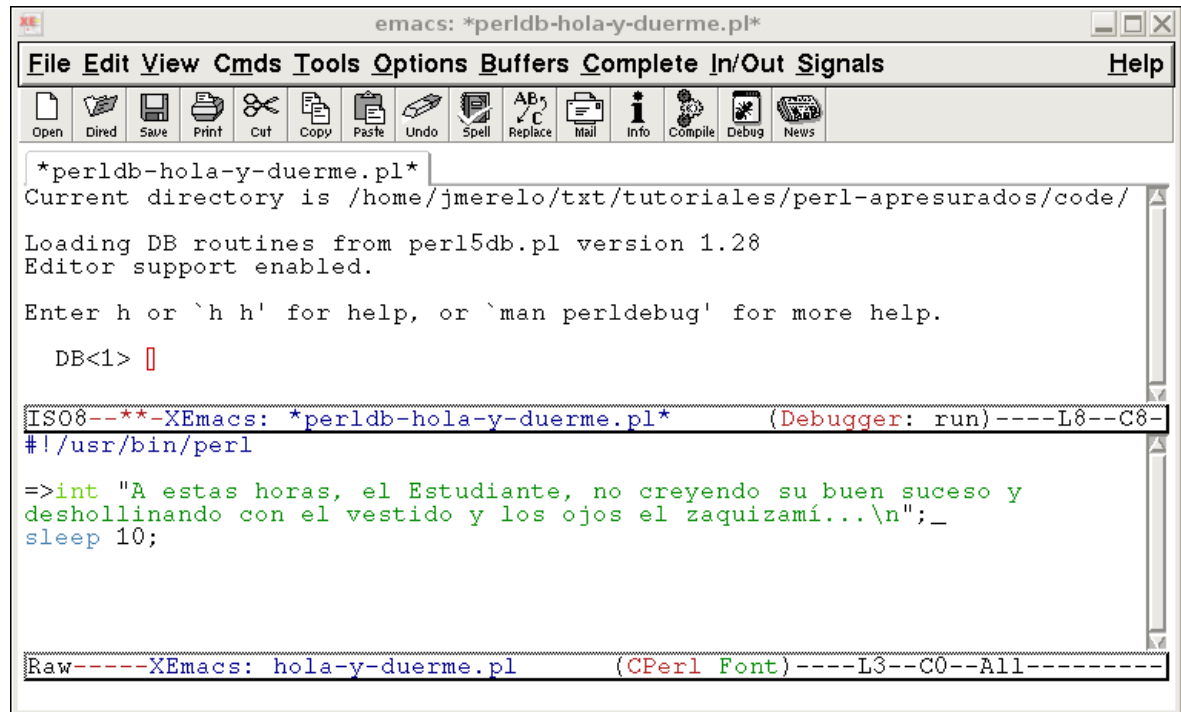 XE
emacs: *perldb-hola-y-duerme.pl*
File Edit View Cmds Tools Options Buffers Complete In/Out Signals Help
Open Dired Save Print Cut Copy Paste Undo Spell Replace Mail Info Compile Debug News
*perldb-hola-y-duerme.pl*
Current directory is /home/jmerelo/txt/tutoriales/perl-apresurados/code/
Loading DB routines from perl5db.pl version 1.28
Editor support enabled.
Enter h or `h h' for help, or `man perldebug' for more help.
DB<1>
ISO8--**-XEmacs: *perldb-hola-y-duerme.pl* (Debugger: run)----L8--C8-
#!/usr/bin/perl
=>int "A estas horas, el Estudiante, no creyendo su buen suceso y
deshollinando con el vestido y los ojos el zaquizamí...\n";_
sleep 10;
Raw-----XEmacs: hola-y-duerme.pl (CPerl Font)----L3--C0--All---------